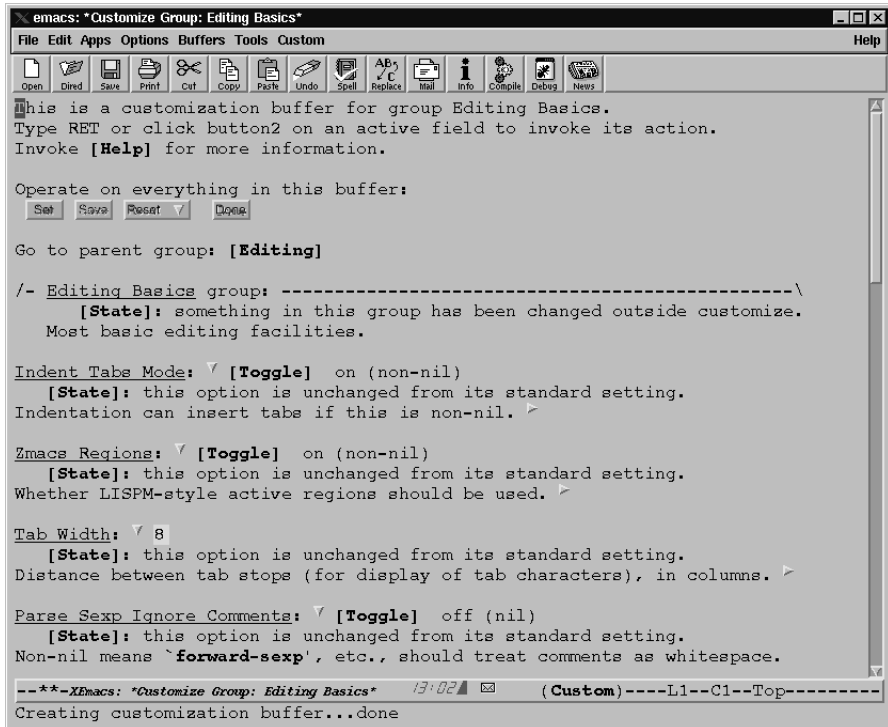 emacs: *Customize Group: Editing Basics*
File Edit Apps Options Buffers Tools Custom Help
Open Dired Save Print Cut Copy Paste Undo Spell Replace Mail Info Compile Debug News
This is a customization buffer for group Editing Basics.
Type RET or click button2 on an active field to invoke its action.
Invoke [Help] for more information.
Operate on everything in this buffer:
Set Save Reset Done
Go to parent group: [Editing]
/- Editing Basics group: ------------------------------------------------\
[State]: something in this group has been changed outside customize.
Most basic editing facilities.
Indent Tabs Mode: [Toggle] on (non-nil)
[State]: this option is unchanged from its standard setting.
Indentation can insert tabs if this is non-nil.
Zmacs Regions: [Toggle] on (non-nil)
[State]: this option is unchanged from its standard setting.
Whether LISPM-style active regions should be used.
Tab Width: 8
[State]: this option is unchanged from its standard setting.
Distance between tab stops (for display of tab characters), in columns.
Parse Sexp Ignore Comments: [Toggle] off (nil)
[State]: this option is unchanged from its standard setting.
Non-nil means `forward-sexp', etc., should treat comments as whitespace.
--**-XEmacs: *Customize Group: Editing Basics* 13:02 (Custom)----L1--C1--Top---------
Creating customization buffer...done